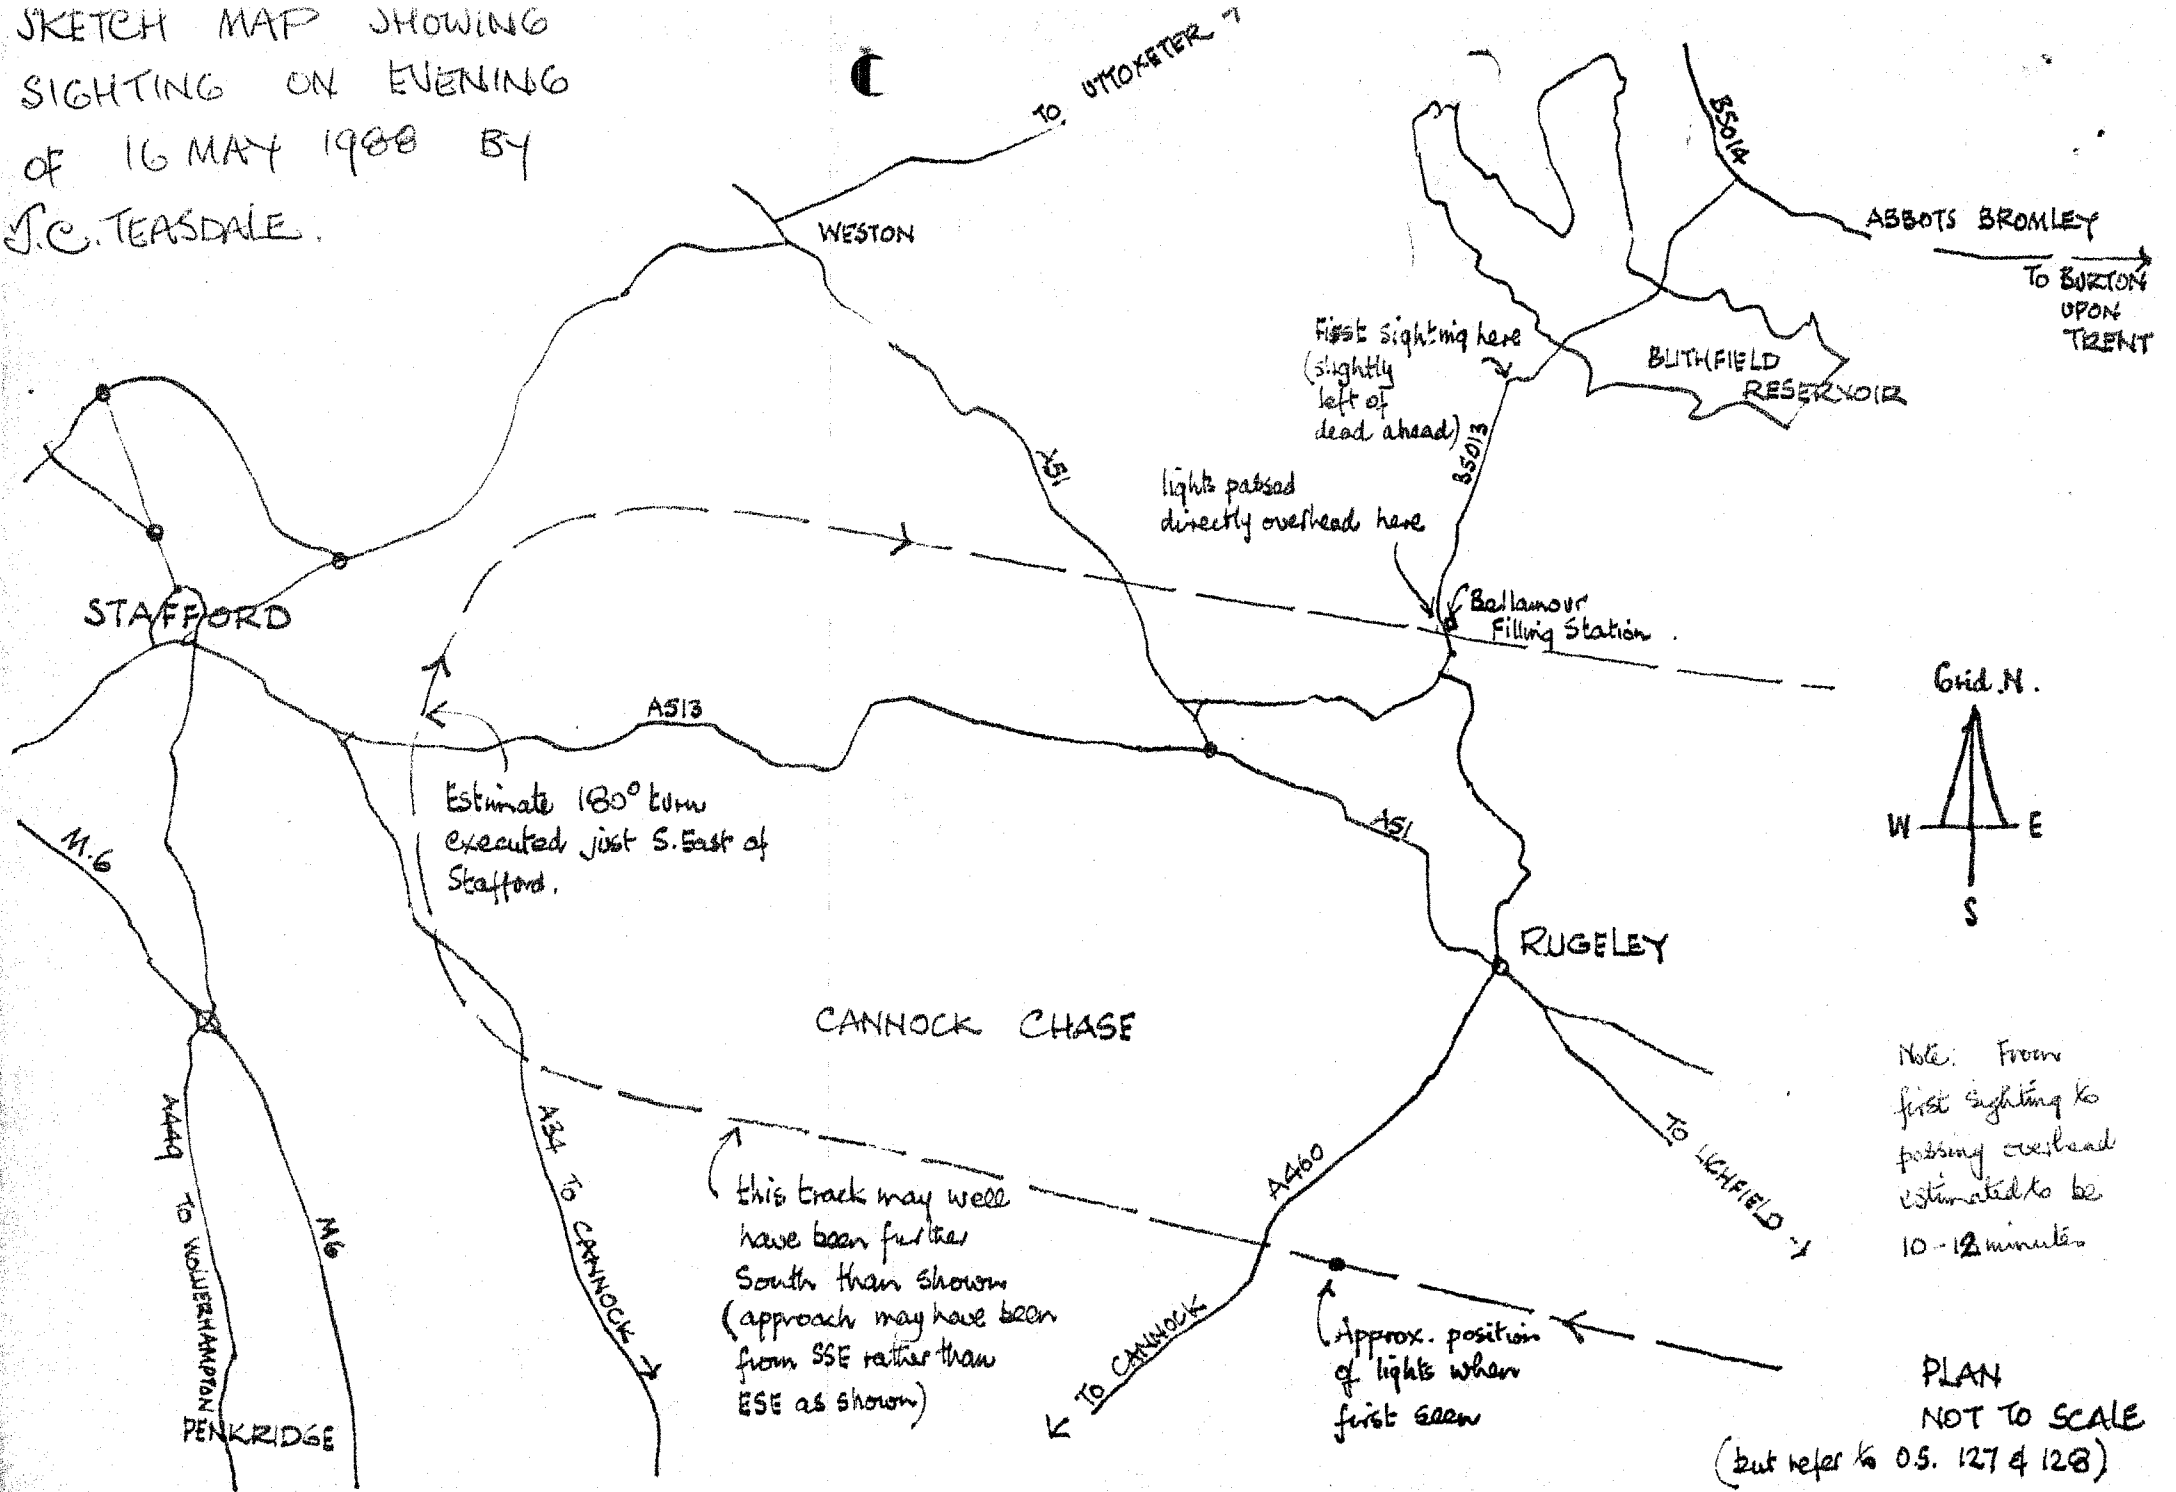 SKETCH MAP SHOWING
SIGHTING ON EVENING
OF 16 MAY 1988 BY
J.C. TEASDALE.
TO UTTOXETER
WESTON
B5014
ABBOTS BROMLEY
TO BURTON
UPON
TRENT
BLITHFIELD
RESERVOIR
First sighting here
(slightly
left of
dead ahead)
B5013
A51
lights passed
directly overhead here
Bellamour
Filling Station.
STAFFORD
A513
Grid N.
W
E
S
Estimate 180° turn
executed just S. East of
Stafford.
M.6
A51
RUGELEY
CANNOCK CHASE
Note: From
first sighting to
passing overhead
estimated to be
10-12 minutes
A449
TO WOLVERHAMPTON
M6
A34 TO CANNOCK
PENKRIDGE
this track may well
have been further
South than shown
(approach may have been
from SSE rather than
ESE as shown)
A460
TO CANNOCK
TO LICHFIELD
Approx. position
of lights when
first seen
PLAN
NOT TO SCALE
(but refer to O.S. 127 & 128)